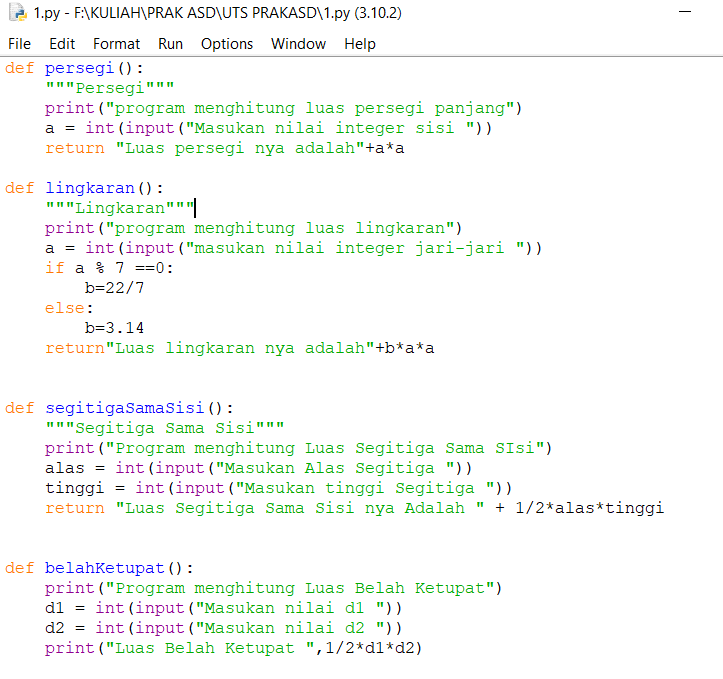 1.py - F:\KULIAH\PRAK ASD\UTS PRAKASD\1.py (3.10.2)
File Edit Format Run Options Window Help
def persegi():
    """Persegi"""
    print("program menghitung luas persegi panjang")
    a = int(input("Masukan nilai integer sisi "))
    return "Luas persegi nya adalah"+a*a

def lingkaran():
    """Lingkaran"""
    print("program menghitung luas lingkaran")
    a = int(input("masukan nilai integer jari-jari "))
    if a % 7 ==0:
        b=22/7
    else:
        b=3.14
    return"Luas lingkaran nya adalah"+b*a*a


def segitigaSamaSisi():
    """Segitiga Sama Sisi"""
    print("Program menghitung Luas Segitiga Sama SIsi")
    alas = int(input("Masukan Alas Segitiga "))
    tinggi = int(input("Masukan tinggi Segitiga "))
    return "Luas Segitiga Sama Sisi nya Adalah " + 1/2*alas*tinggi


def belahKetupat():
    print("Program menghitung Luas Belah Ketupat")
    d1 = int(input("Masukan nilai d1 "))
    d2 = int(input("Masukan nilai d2 "))
    print("Luas Belah Ketupat ",1/2*d1*d2)